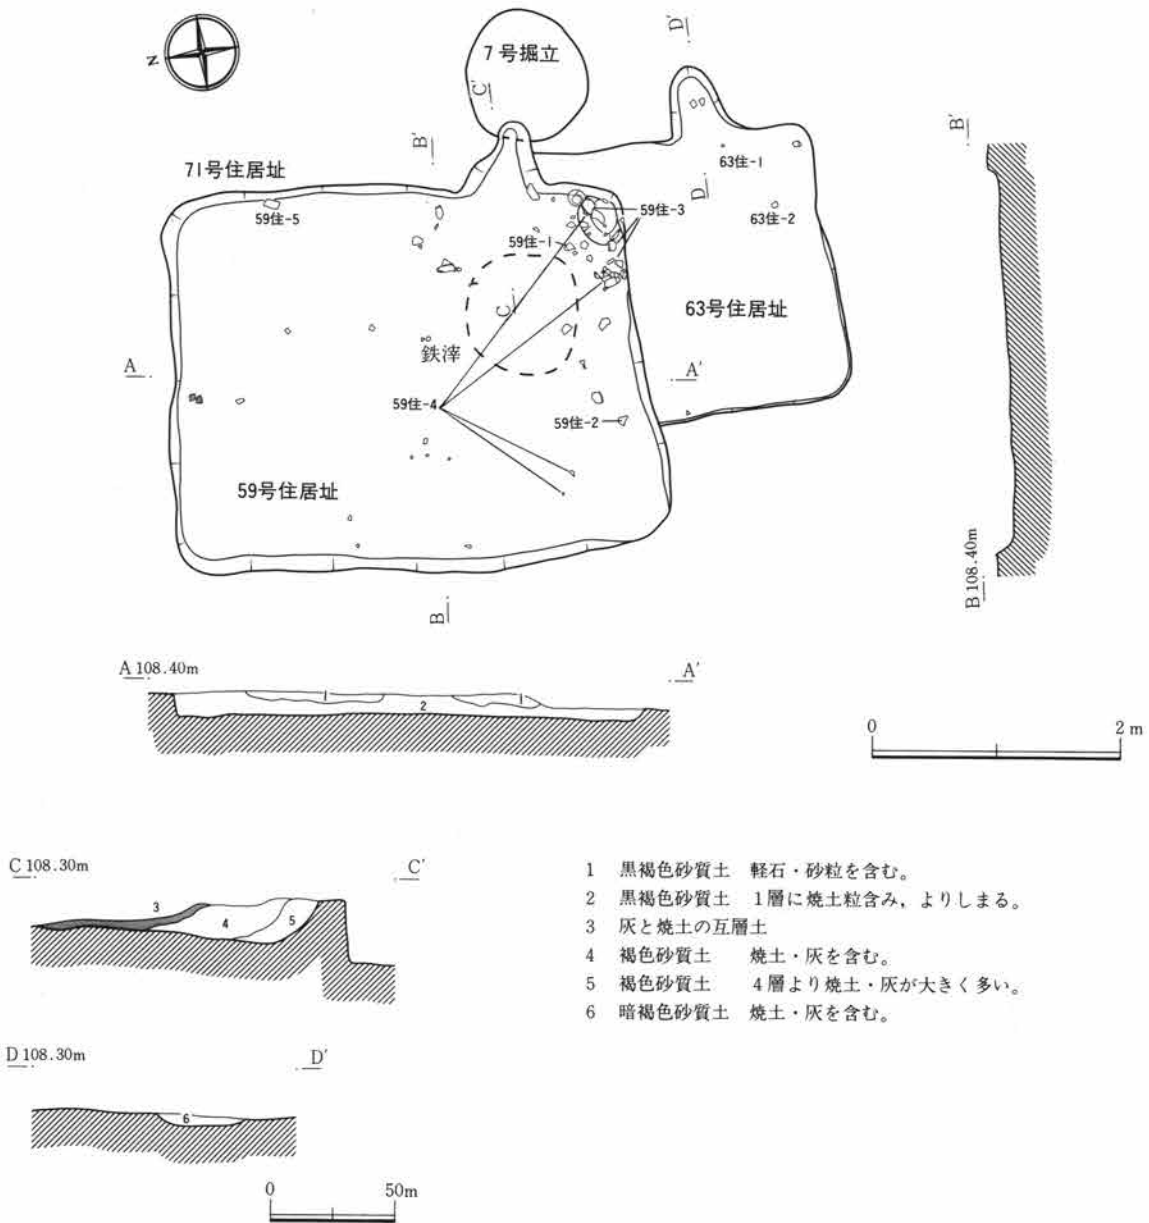 N
7号掘立
D'
C'
B'
B'
71号住居址
63住-1
D
59住-5
59住-3
63住-2
59住-1
C
63号住居址
鉄滓
A
A'
59住-4
59住-2
59号住居址
B
B 108.40m
A 108.40m
A'
1
1
2
0
2 m
C 108.30m
C'
3
4
5
1 黒褐色砂質土 軽石・砂粒を含む。
2 黒褐色砂質土 1層に焼土粒含み，よりしまる。
3 灰と焼土の互層土
4 褐色砂質土 焼土・灰を含む。
5 褐色砂質土 4層より焼土・灰が大きく多い。
6 暗褐色砂質土 焼土・灰を含む。
D 108.30m
D'
6
0
50m